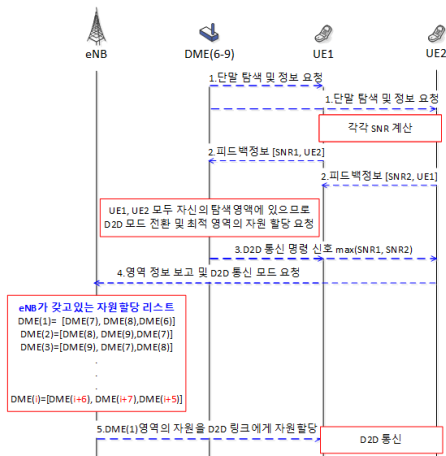 eNB
DME(6-9)
UE1
UE2
1.단말 탐색 및 정보 요청
1.단말 탐색 및 정보 요청
각각 SNR 계산
2.피드백정보 [SNR1, UE2]
2.피드백정보 [SNR2, UE1]
UE1, UE2 모두 자신의 탐색영액에 있으므로
D2D 모드 전환 및 최적 영역의 자원 할당 요청
3.D2D 통신 명령 신호 max(SNR1, SNR2)
4.영역 정보 보고 및 D2D 통신 모드 요청
eNB가 갖고있는 자원할당 리스트
DME(1)= [DME(7), DME(8),DME(6)]
DME(2)=[DME(8), DME(9),DME(7)]
DME(3)=[DME(9), DME(7),DME(8)]
.
.
.
DME(i)=[DME(i+6), DME(i+7),DME(i+5)]
5.DME(1)영역의 자원을 D2D 링크에게 자원할당
D2D 통신